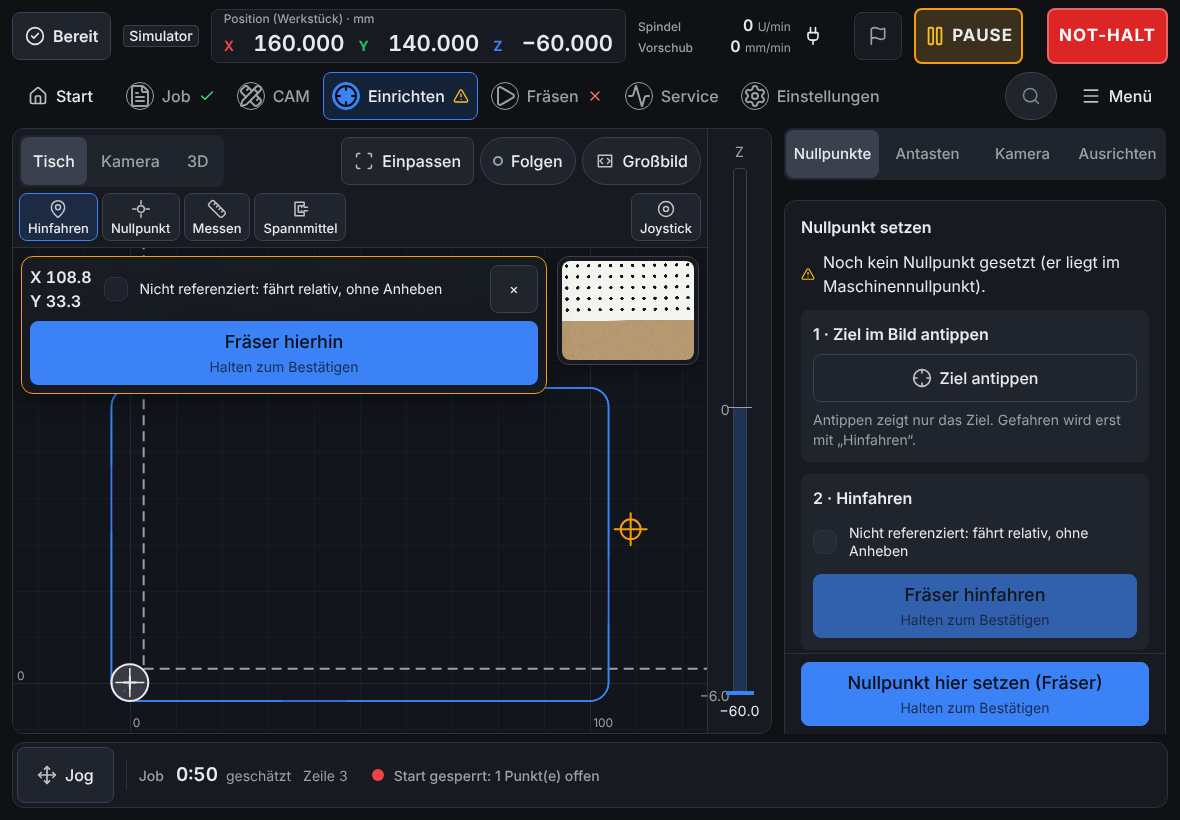 Bereit
Simulator
Position (Werkstück) · mm
X 160.000 Y 140.000 Z −60.000
Spindel 0 U/min
Vorschub 0 mm/min
PAUSE
NOT-HALT
Start
Job
CAM
Einrichten
Fräsen
Service
Einstellungen
Menü
Tisch
Kamera
3D
Einpassen
Folgen
Großbild
Hinfahren
Nullpunkt
Messen
Spannmittel
Joystick
X 108.8
Y 33.3
Nicht referenziert: fährt relativ, ohne Anheben
×
Fräser hierhin
Halten zum Bestätigen
0
0
100
Z
0
−6.0
−60.0
Nullpunkte
Antasten
Kamera
Ausrichten
Nullpunkt setzen
Noch kein Nullpunkt gesetzt (er liegt im
Maschinennullpunkt).
1 · Ziel im Bild antippen
Ziel antippen
Antippen zeigt nur das Ziel. Gefahren wird erst
mit „Hinfahren“.
2 · Hinfahren
Nicht referenziert: fährt relativ, ohne
Anheben
Fräser hinfahren
Halten zum Bestätigen
Nullpunkt hier setzen (Fräser)
Halten zum Bestätigen
Jog
Job 0:50 geschätzt Zeile 3
Start gesperrt: 1 Punkt(e) offen